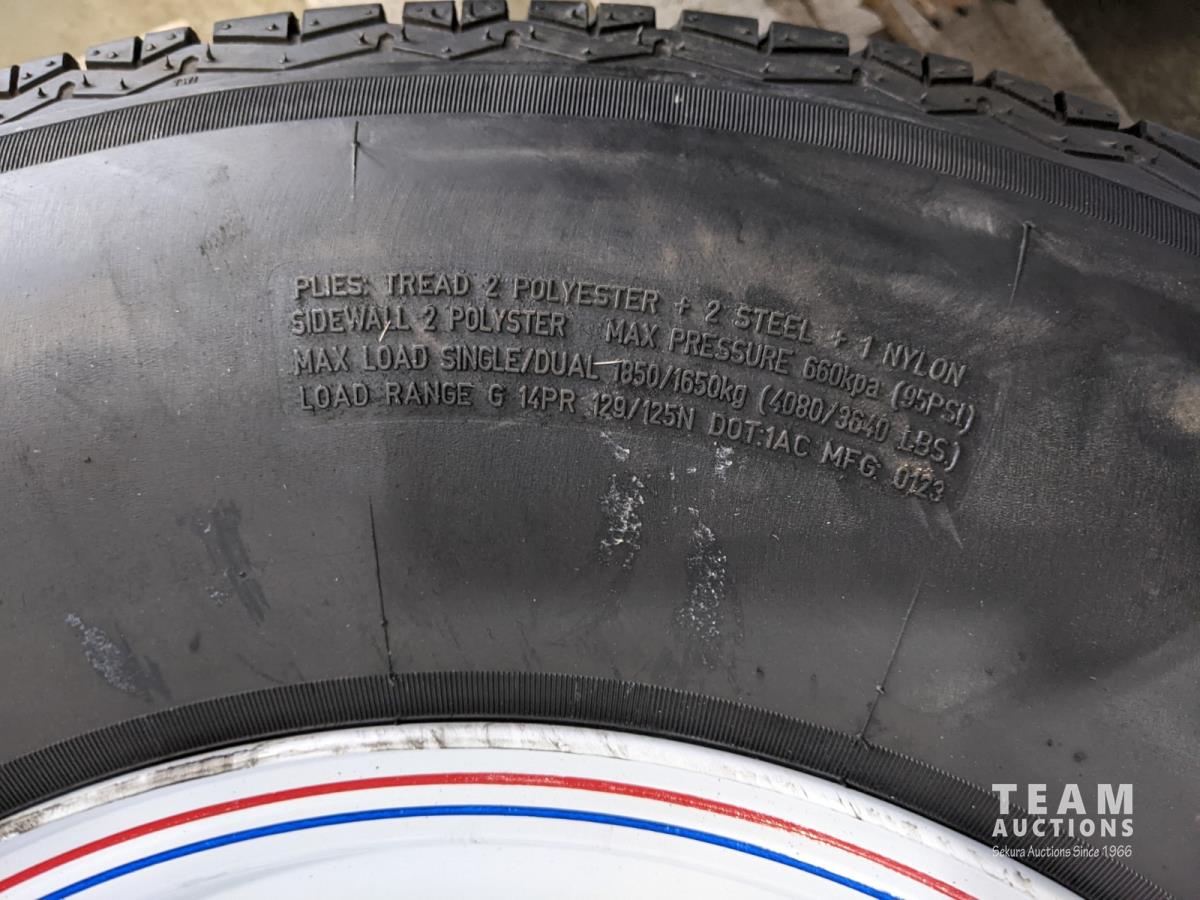 PLIES: TREAD 2 POLYESTER + 2 STEEL + 1 NYLON
SIDEWALL 2 POLYSTER MAX PRESSURE 660kpa (95PSI)
MAX LOAD SINGLE/DUAL 1850/1650kg (4080/3640 LBS.)
LOAD RANGE G 14PR 129/125N DOT:1AC MFG: 0123
TEAM
AUCTIONS
Sekura Auctions Since 1966